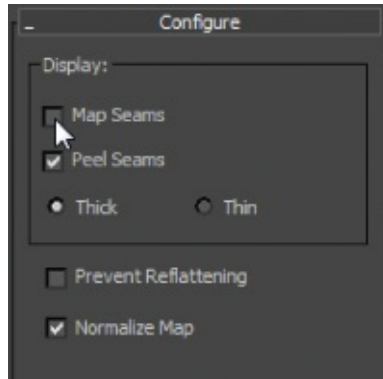 - Configure
Display:
Map Seams
Peel Seams
Thick Thin
Prevent Reflattening
Normalize Map